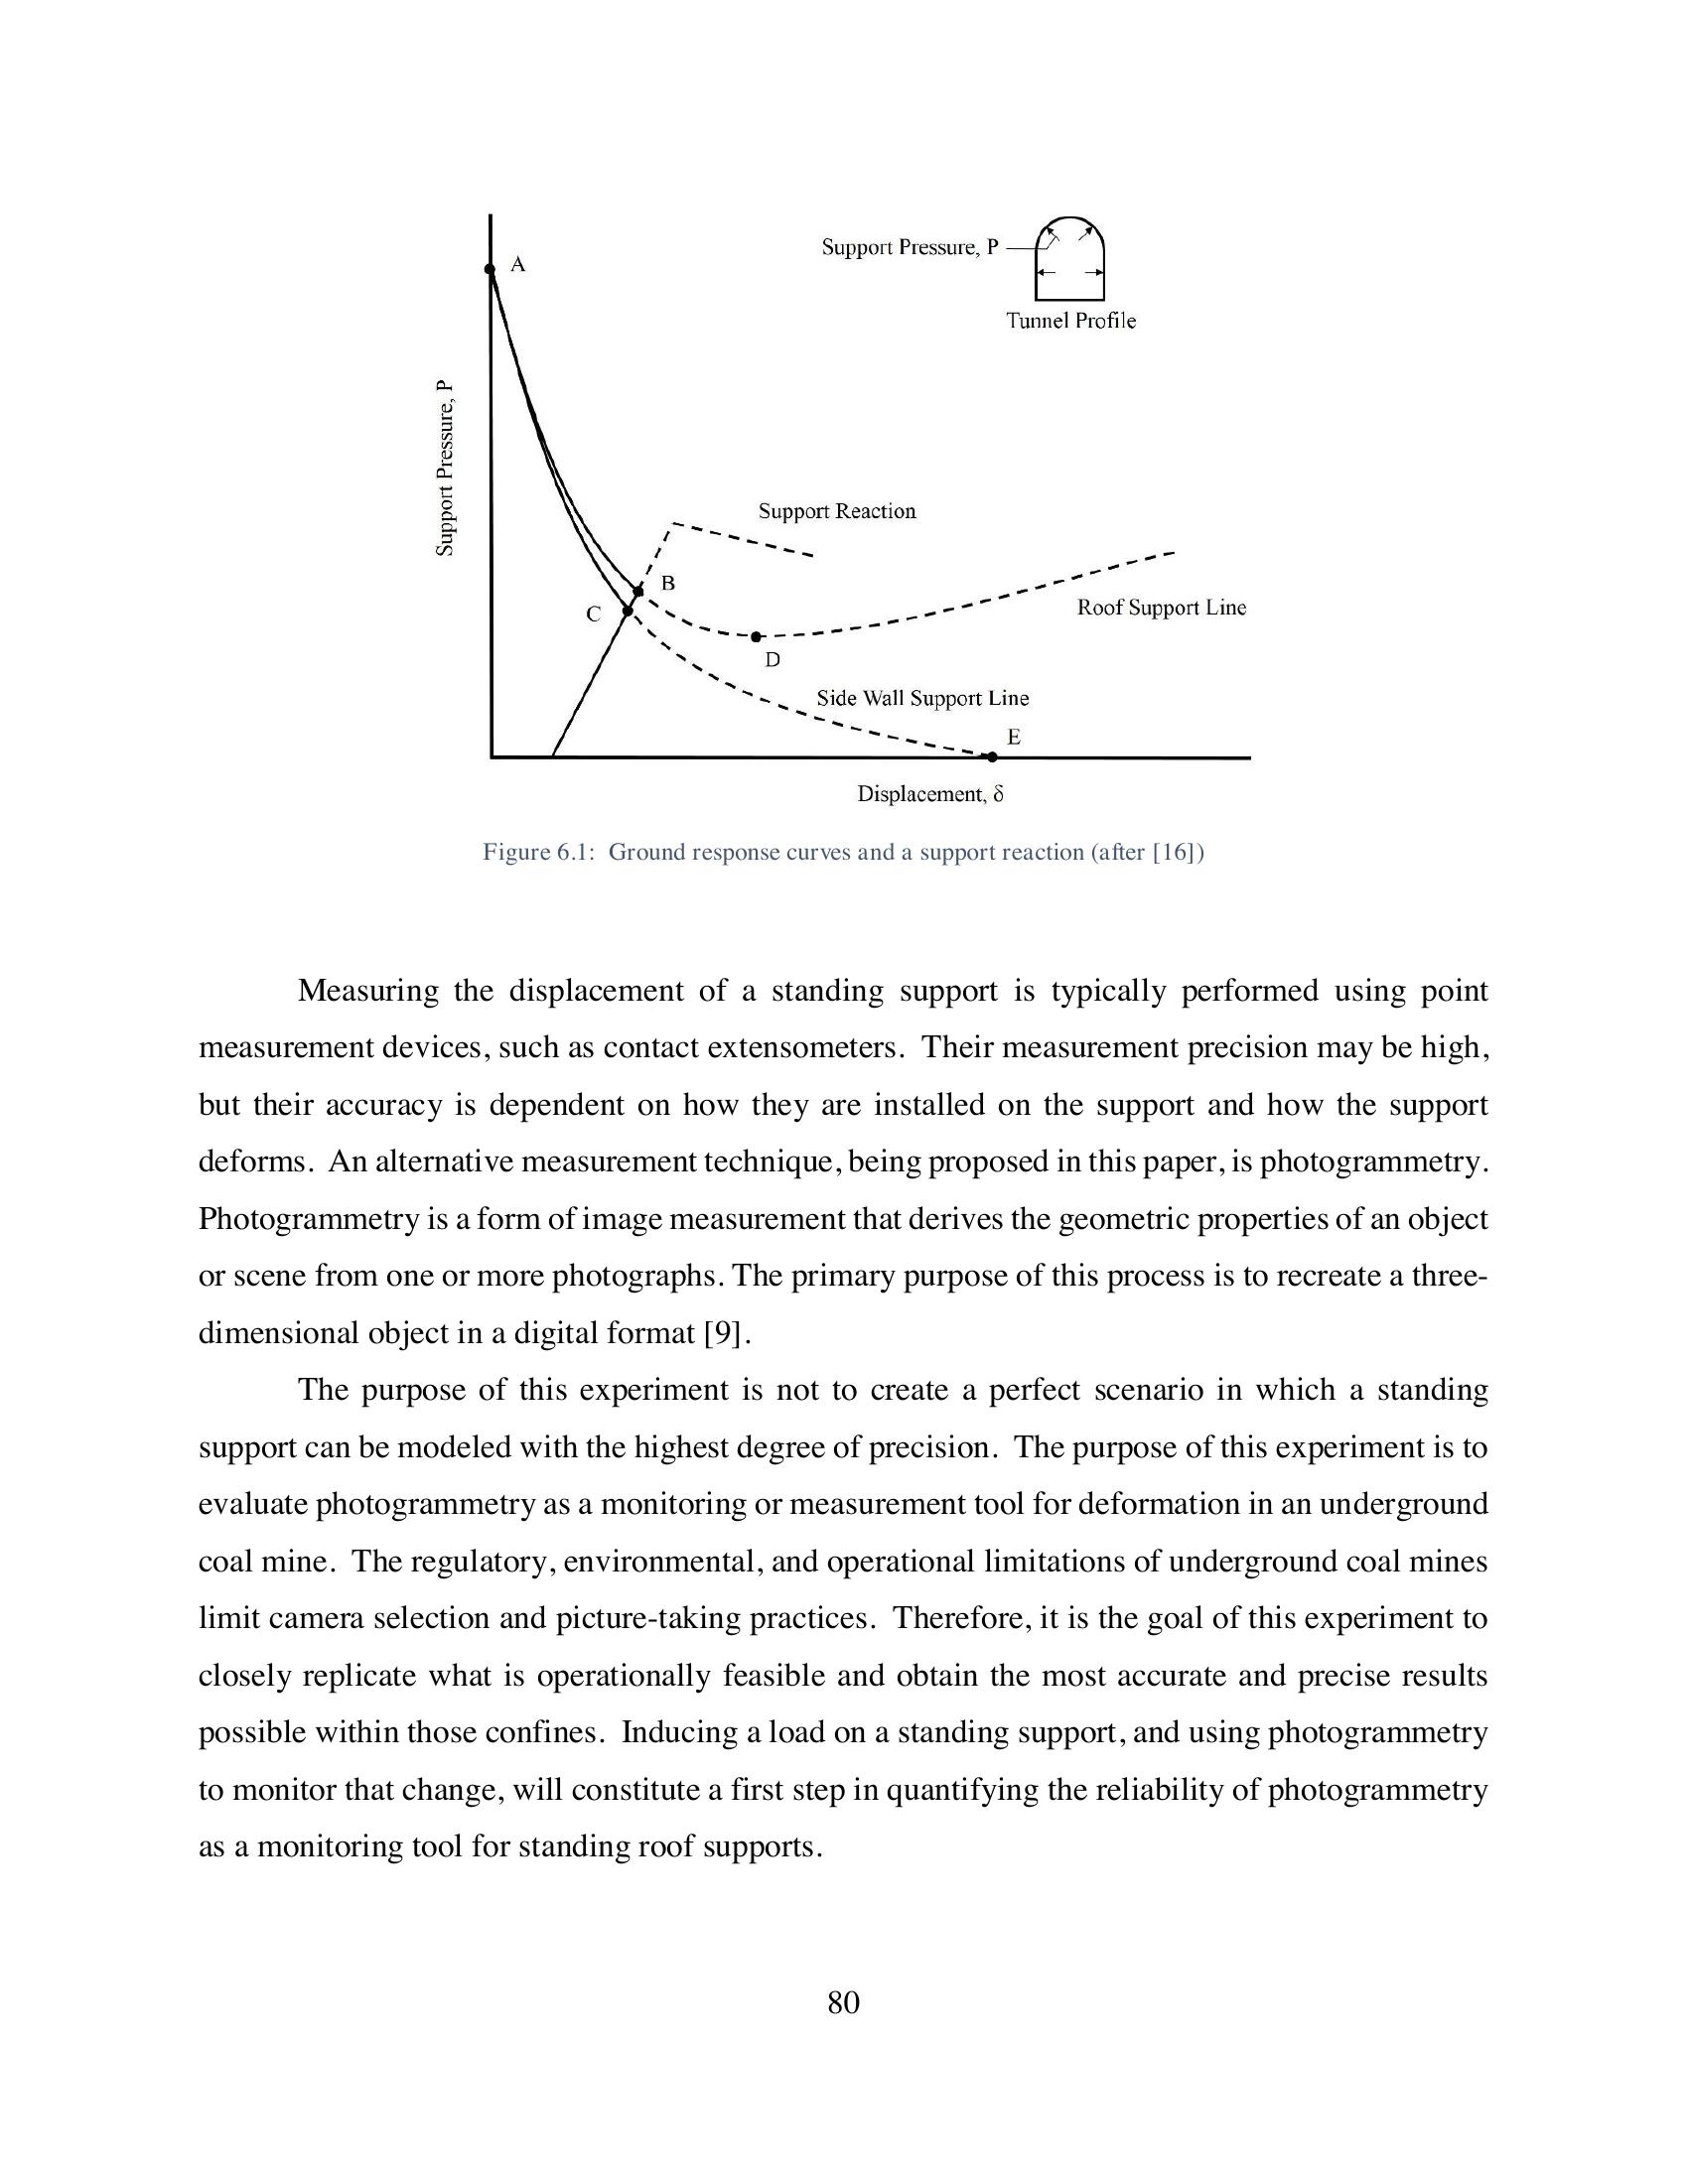 Support Pressure, P
Tunnel Profile
A
Support Pressure, P
Support Reaction
B
C
Roof Support Line
D
Side Wall Support Line
E
Displacement, δ
Figure 6.1:  Ground response curves and a support reaction (after [16])
Measuring the displacement of a standing support is typically performed using point
measurement devices, such as contact extensometers.  Their measurement precision may be high,
but their accuracy is dependent on how they are installed on the support and how the support
deforms.  An alternative measurement technique, being proposed in this paper, is photogrammetry.
Photogrammetry is a form of image measurement that derives the geometric properties of an object
or scene from one or more photographs. The primary purpose of this process is to recreate a three-
dimensional object in a digital format [9].
The purpose of this experiment is not to create a perfect scenario in which a standing
support can be modeled with the highest degree of precision.  The purpose of this experiment is to
evaluate photogrammetry as a monitoring or measurement tool for deformation in an underground
coal mine.  The regulatory, environmental, and operational limitations of underground coal mines
limit camera selection and picture-taking practices.  Therefore, it is the goal of this experiment to
closely replicate what is operationally feasible and obtain the most accurate and precise results
possible within those confines.  Inducing a load on a standing support, and using photogrammetry
to monitor that change, will constitute a first step in quantifying the reliability of photogrammetry
as a monitoring tool for standing roof supports.
80